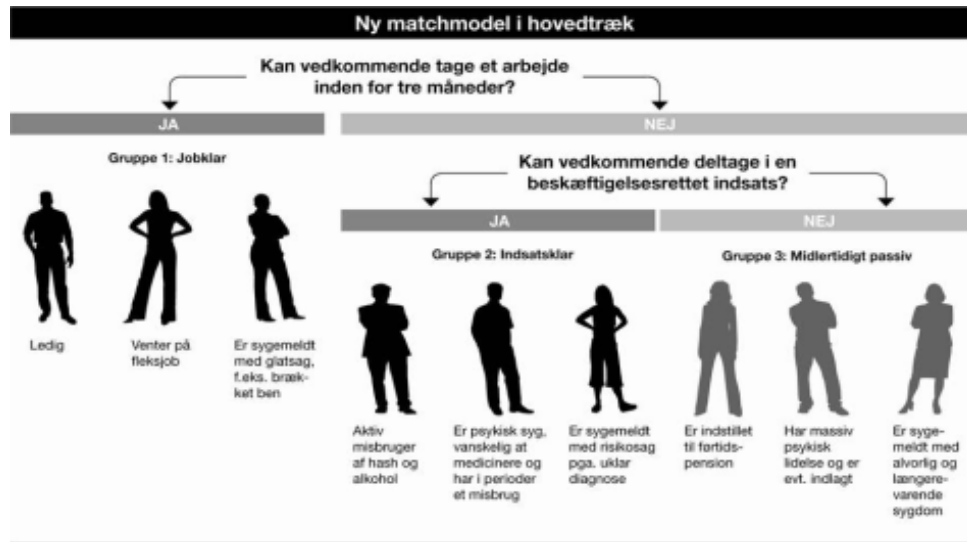 Ny matchmodel i hovedtræk
Kan vedkommende tage et arbejde
inden for tre måneder?
JA
NEJ
Gruppe 1: Jobklar
Kan vedkommende deltage i en
beskæftigelsesrettet indsats?
JA
NEJ
Gruppe 2: Indsatsklar
Gruppe 3: Midlertidigt passiv
Ledig
Venter på
fleksjob
Er sygemeldt
med glatsag,
f.eks. bræk-
ket ben
Aktiv
misbruger
af hash og
alkohol
Er psykisk syg,
vanskelig at
medicinere og
har i perioder
et misbrug
Er sygemeldt
med risikosag
pga. uklar
diagnose
Er indstillet
til førtids-
pension
Har massiv
psykisk
lidelse og er
evt. indlagt
Er syge-
meldt med
alvorlig og
længere-
varende
sygdom